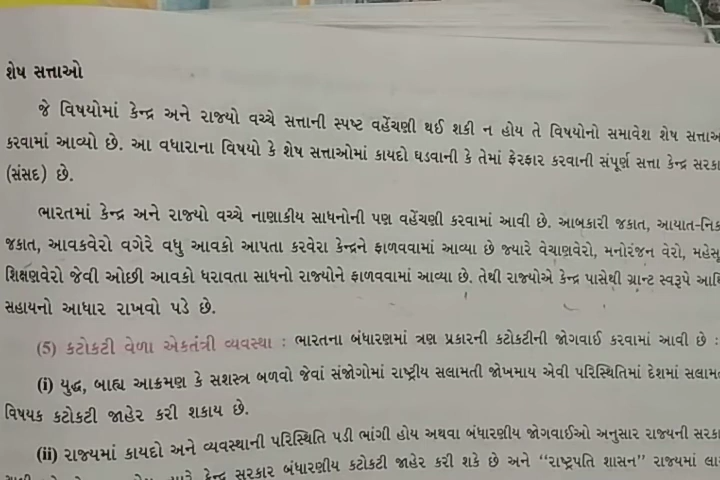 શેષ સત્તાઓ
જે વિષયોમાં કેન્દ્ર અને રાજ્યો વચ્ચે સત્તાની સ્પષ્ટ વહેંચણી થઈ શકી ન હોય તે વિષયોનો સમાવેશ શેષ સત્તાઓ
કરવામાં આવ્યો છે. આ વધારાના વિષયો કે શેષ સત્તાઓમાં કાયદો ઘડવાની કે તેમાં ફેરફાર કરવાની સંપૂર્ણ સત્તા કેન્દ્ર સરકા
(સંસદ) છે.
ભારતમાં કેન્દ્ર અને રાજ્યો વચ્ચે નાણાકીય સાધનોની પણ વહેંચણી કરવામાં આવી છે. આબકારી જકાત, આયાત-નિક
જકાત, આવકવેરો વગેરે વધુ આવકો આપતા કરવેરા કેન્દ્રને ફાળવવામાં આવ્યા છે જ્યારે વેચાણવેરો, મનોરંજન વેરો, મહેસૂ
શિક્ષણવેરો જેવી ઓછી આવકો ધરાવતા સાધનો રાજ્યોને ફાળવવામાં આવ્યા છે. તેથી રાજ્યોએ કેન્દ્ર પાસેથી ગ્રાન્ટ સ્વરૂપે આર્થિ
સહાયનો આધાર રાખવો પડે છે.
(5) કટોકટી વેળા એકતંત્રી વ્યવસ્થા : ભારતના બંધારણમાં ત્રણ પ્રકારની કટોકટીની જોગવાઈ કરવામાં આવી છે :
(i) યુદ્ધ, બાહ્ય આક્રમણ કે સશસ્ત્ર બળવો જેવાં સંજોગોમાં રાષ્ટ્રીય સલામતી જોખમાય એવી પરિસ્થિતિમાં દેશમાં સલામ
વિષયક કટોકટી જાહેર કરી શકાય છે.
(ii) રાજ્યમાં કાયદો અને વ્યવસ્થાની પરિસ્થિતિ પડી ભાંગી હોય અથવા બંધારણીય જોગવાઈઓ અનુસાર રાજ્યની સરકા
કેન્દ્ર સરકાર બંધારણીય કટોકટી જાહેર કરી શકે છે અને “રાષ્ટ્રપતિ શાસન” રાજ્યમાં લા